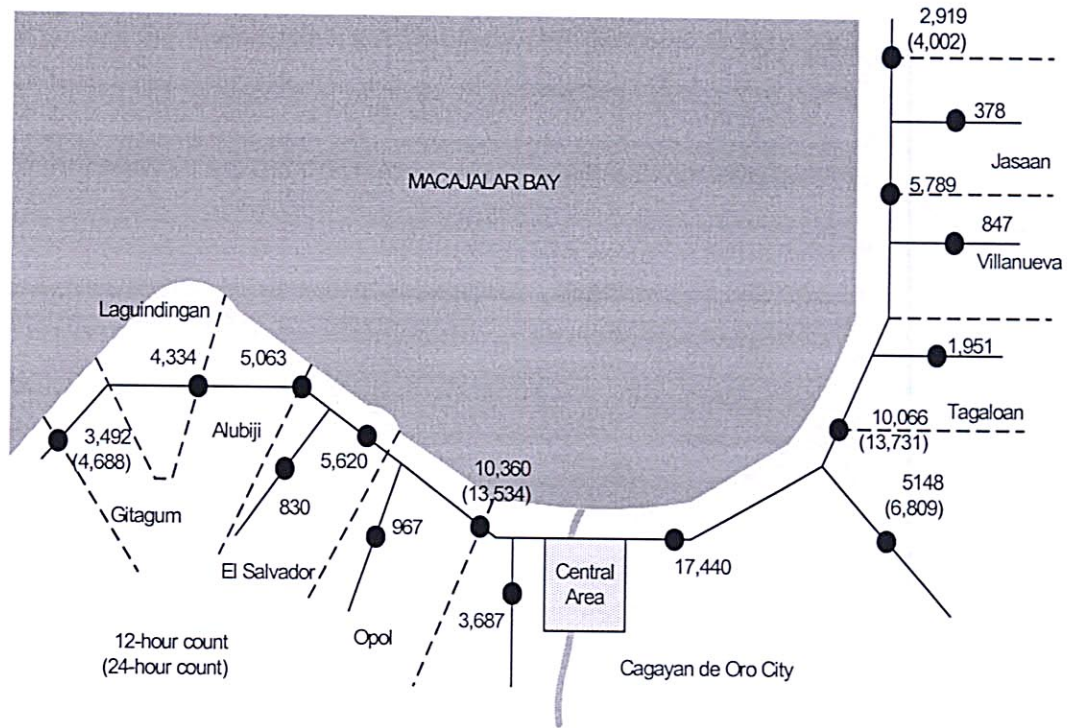 2,919
(4,002)
378
Jasaan
5,789
847
Villanueva
MACAJALAR BAY
Laguindingan
4,334
5,063
1,951
3,492
(4,688)
Alubiji
5,620
10,360
(13,534)
10,066
(13,731)
Tagaloan
Gitagum
830
967
5148
(6,809)
El Salvador
Central
Area
17,440
3,687
Opol
12-hour count
(24-hour count)
Cagayan de Oro City